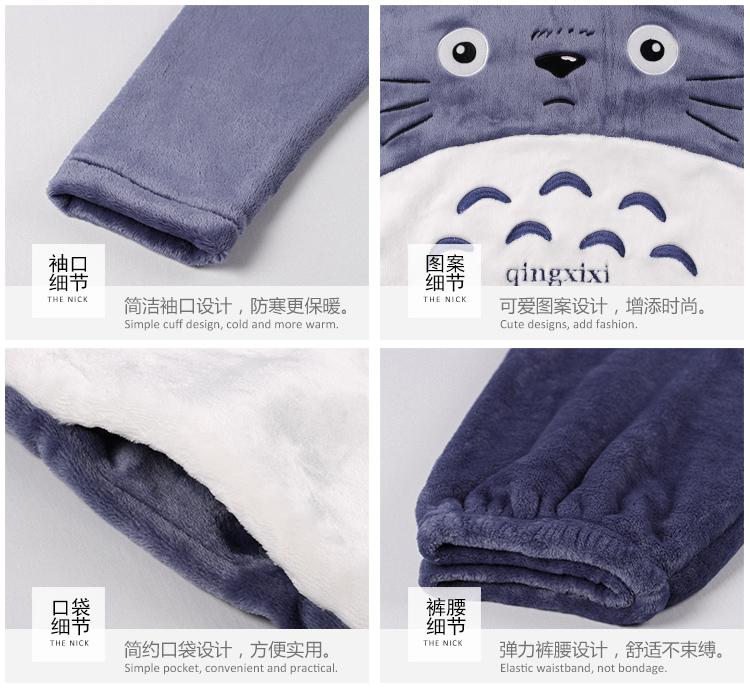 袖口
细节
THE NICK
简洁袖口设计，防寒更保暖。
Simple cuff design, cold and more warm.
qingxixi
图案
细节
THE NICK
可爱图案设计，增添时尚。
Cute designs, add fashion.
口袋
细节
THE NICK
简约口袋设计，方便实用。
Simple pocket, convenient and practical.
裤腰
细节
THE NICK
弹力裤腰设计，舒适不束缚。
Elastic waistband, not bondage.